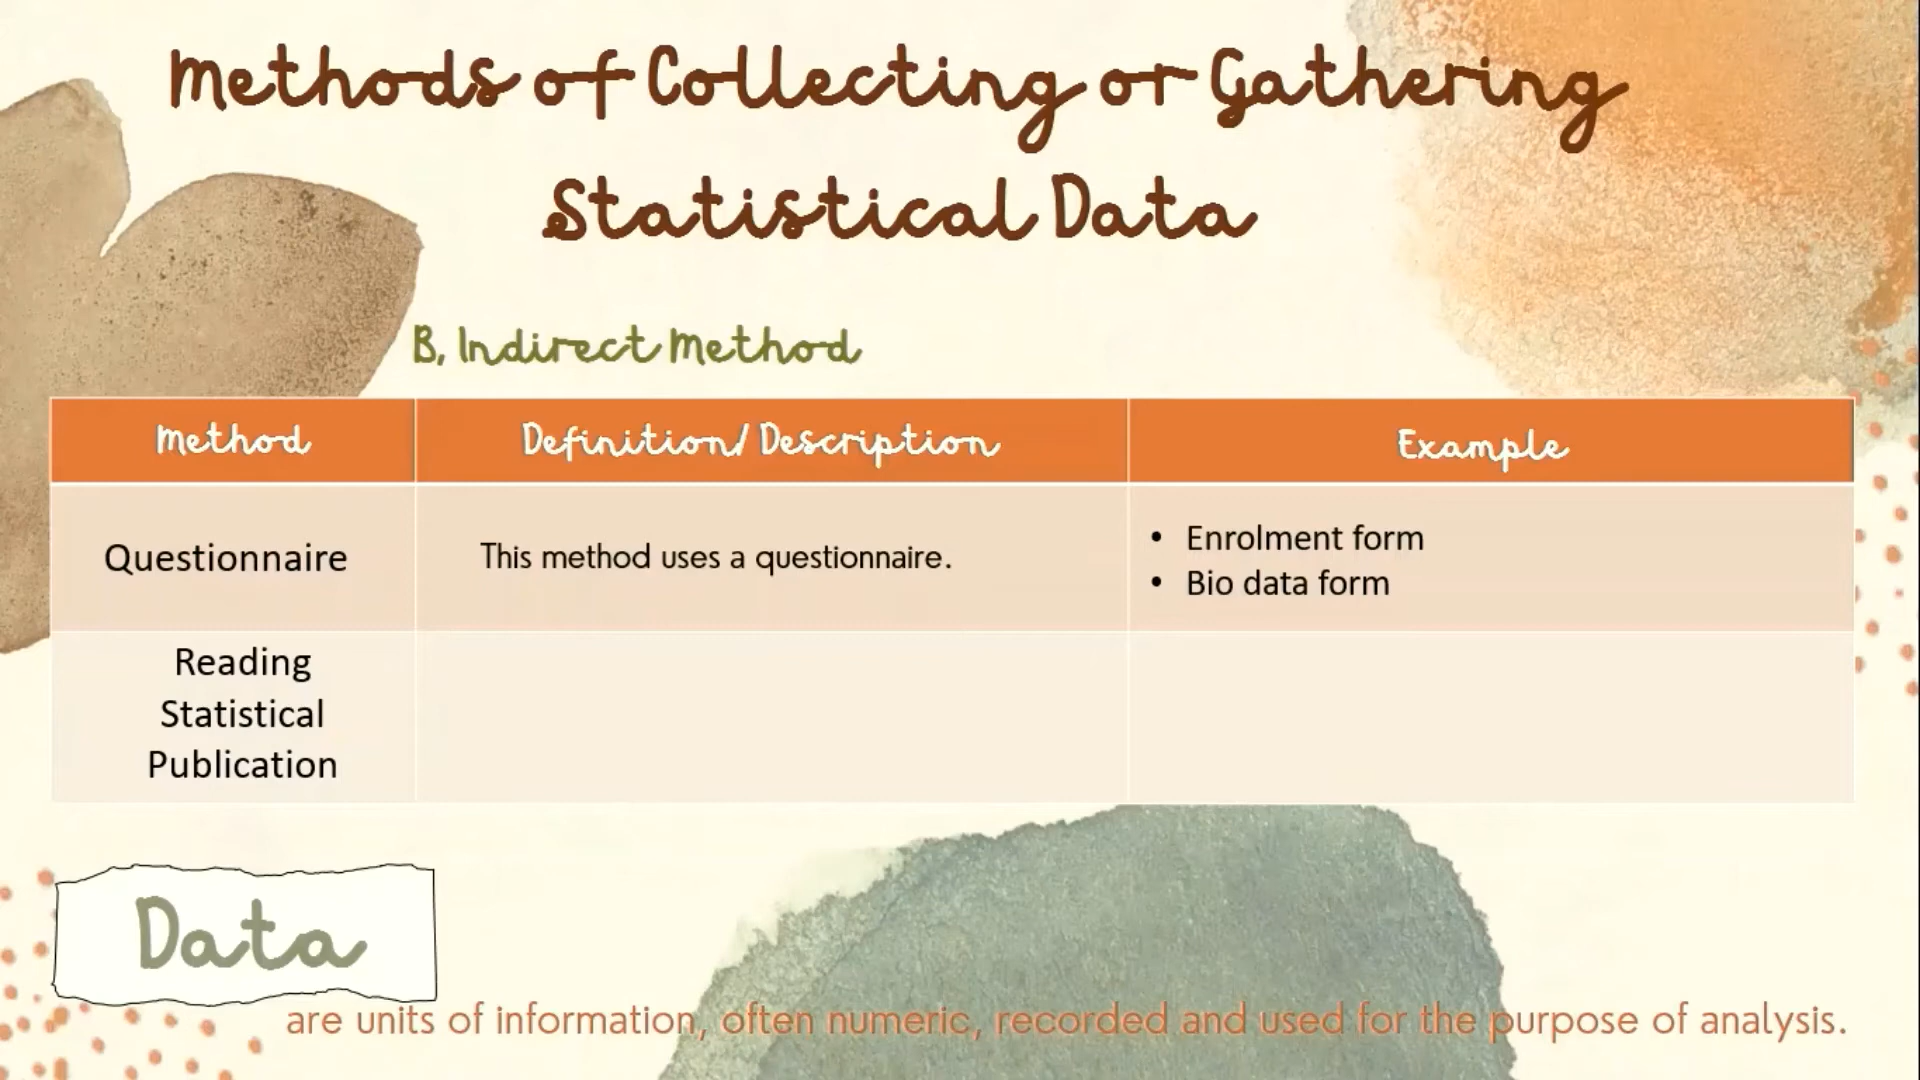 Methods of Collecting or Gathering
Statistical Data
B, Indirect Method
Method Definition/ Description Example
Questionnaire This method uses a questionnaire. • Enrolment form
• Bio data form
Reading
Statistical
Publication
Data
are units of information, often numeric, recorded and used for the purpose of analysis.